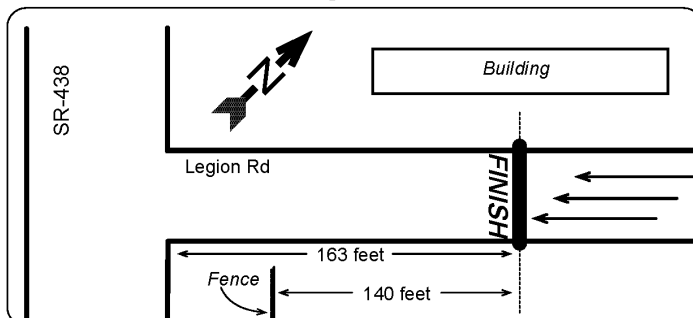 SR-438
N
Building
Legion Rd
FINISH
163 feet
Fence
140 feet